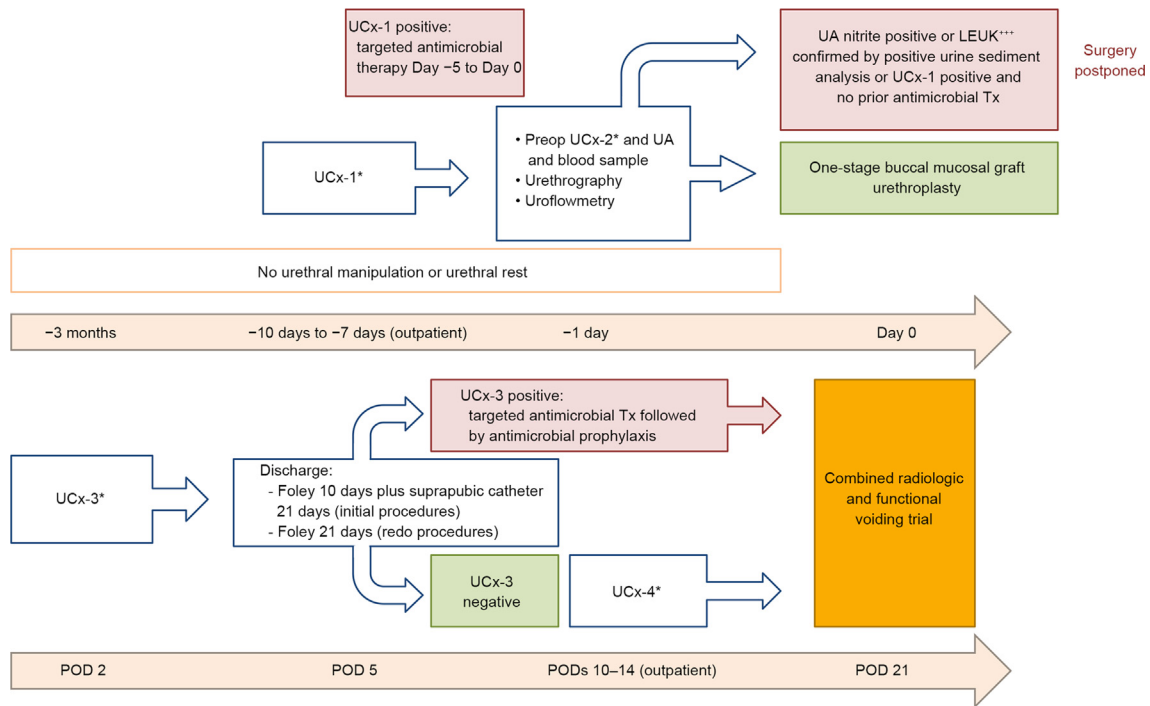 UCx-1 positive:
targeted antimicrobial
therapy Day −5 to Day 0
UA nitrite positive or LEUK⁺⁺⁺
confirmed by positive urine sediment
analysis or UCx-1 positive and
no prior antimicrobial Tx
Surgery
postponed
UCx-1*
• Preop UCx-2* and UA
and blood sample
• Urethrography
• Uroflowmetry
One-stage buccal mucosal graft
urethroplasty
No urethral manipulation or urethral rest
−3 months
−10 days to −7 days (outpatient)
−1 day
Day 0
UCx-3 positive:
targeted antimicrobial Tx followed
by antimicrobial prophylaxis
UCx-3*
Discharge:
- Foley 10 days plus suprapubic catheter
21 days (initial procedures)
- Foley 21 days (redo procedures)
Combined radiologic
and functional
voiding trial
UCx-3
negative
UCx-4*
POD 2
POD 5
PODs 10–14 (outpatient)
POD 21